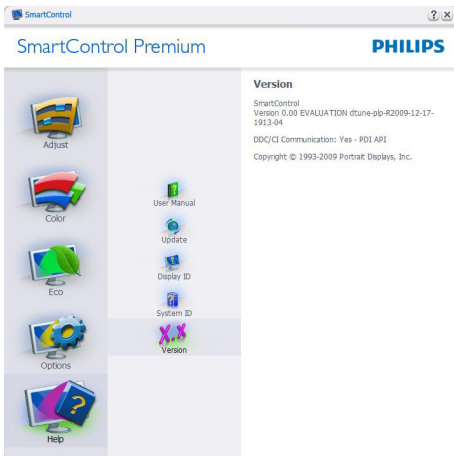 SmartControl
SmartControl Premium
PHILIPS
Adjust
Color
Eco
Options
Help
User Manual
Update
Display ID
System ID
X.X
Version
Version
SmartControl
Version 0.00 EVALUATION dtune-plp-R2009-12-17-
1913-04
DDC/CI Communication: Yes - PDI API
Copyright © 1993-2009 Portrait Displays, Inc.